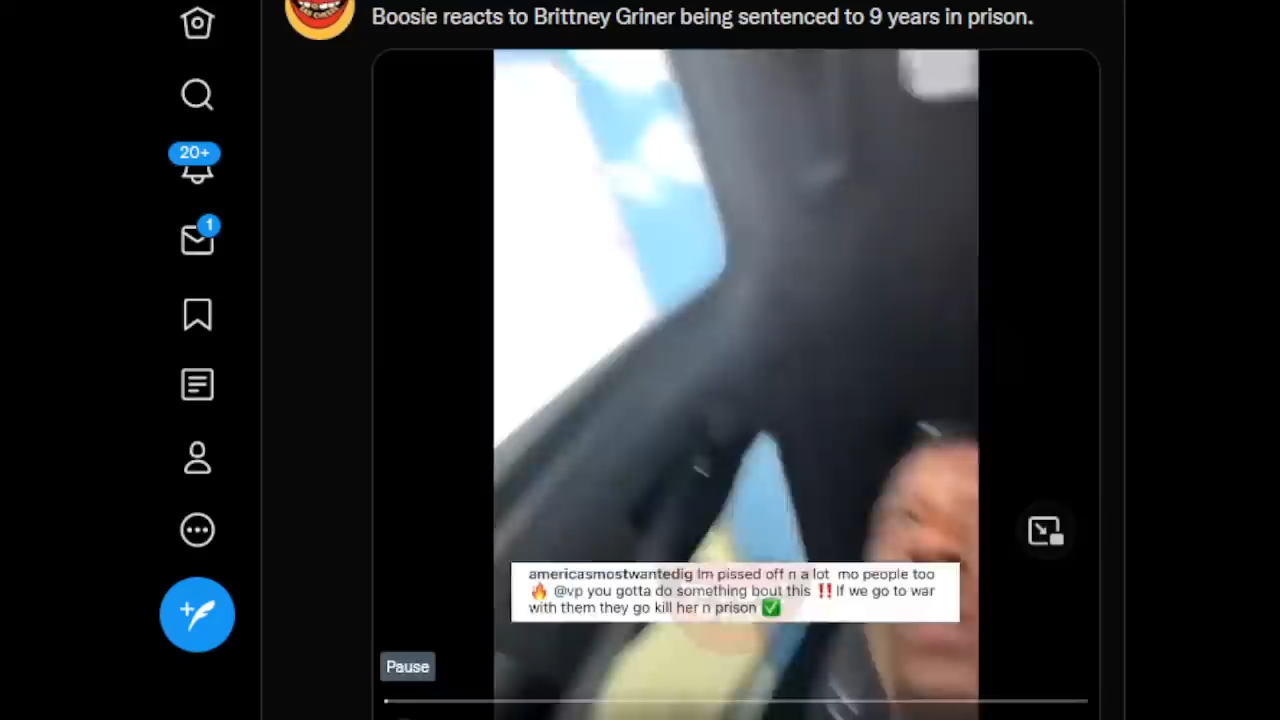 Boosie reacts to Brittney Griner being sentenced to 9 years in prison.
20+
1
americasmostwantedig Im pissed off n a lot mo people too
🔥 @vp you gotta do something bout this ‼️ If we go to war
with them they go kill her n prison ✅
Pause